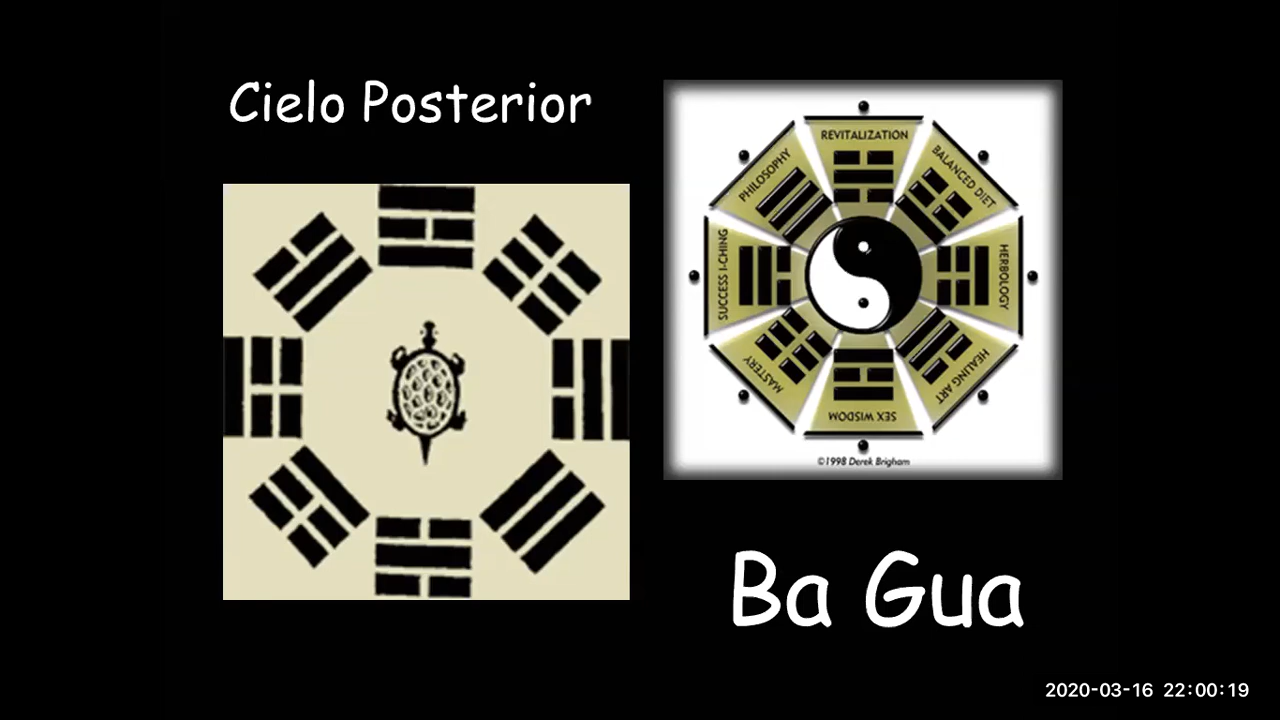 Cielo Posterior
REVITALIZATION
BALANCED DIET
HERBOLOGY
HEALING ART
SEX WISDOM
MASTERY
SUCCESS I-CHING
PHILOSOPHY
©1998 Derek Brigham
Ba Gua
2020-03-16 22:00:19